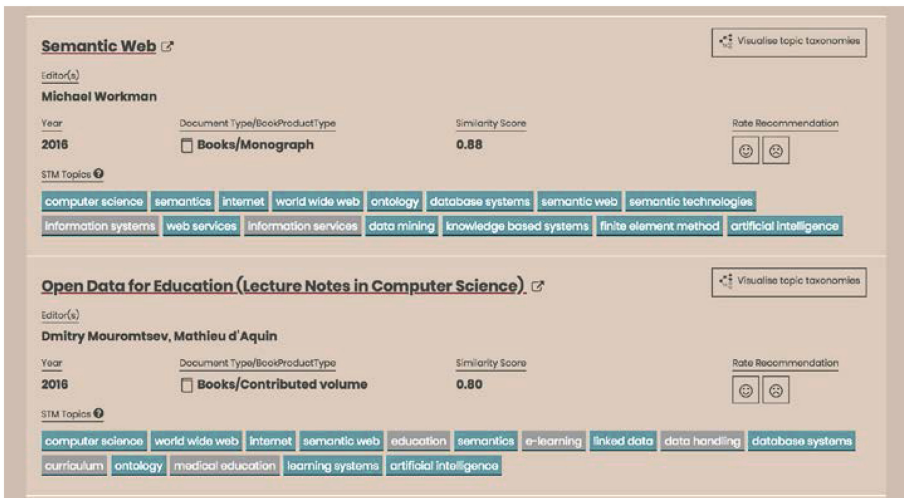 Semantic Web
Visualise topic taxonomies
Editor(s)
Michael Workman
Year Document Type/BookProductType Similarity Score Rate Recommendation
2016 Books/Monograph 0.88
STM Topics
computer science semantics internet world wide web ontology database systems semantic web semantic technologies
information systems web services information services data mining knowledge based systems finite element method artificial intelligence
Open Data for Education (Lecture Notes in Computer Science)
Visualise topic taxonomies
Editor(s)
Dmitry Mouromtsev, Mathieu d'Aquin
Year Document Type/BookProductType Similarity Score Rate Recommendation
2016 Books/Contributed volume 0.80
STM Topics
computer science world wide web internet semantic web education semantics e-learning linked data data handling database systems
curriculum ontology medical education learning systems artificial intelligence